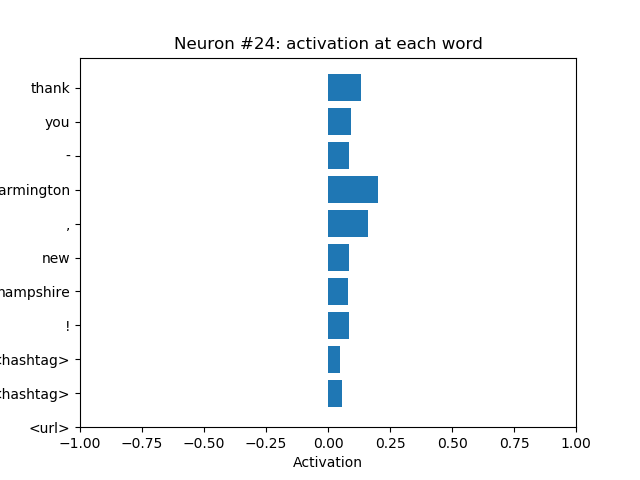 Neuron #24: activation at each word
thank
you
-
armington
,
new
hampshire
!
<hashtag>
<hashtag>
<url>
−1.00 −0.75 −0.50 −0.25 0.00 0.25 0.50 0.75 1.00
Activation